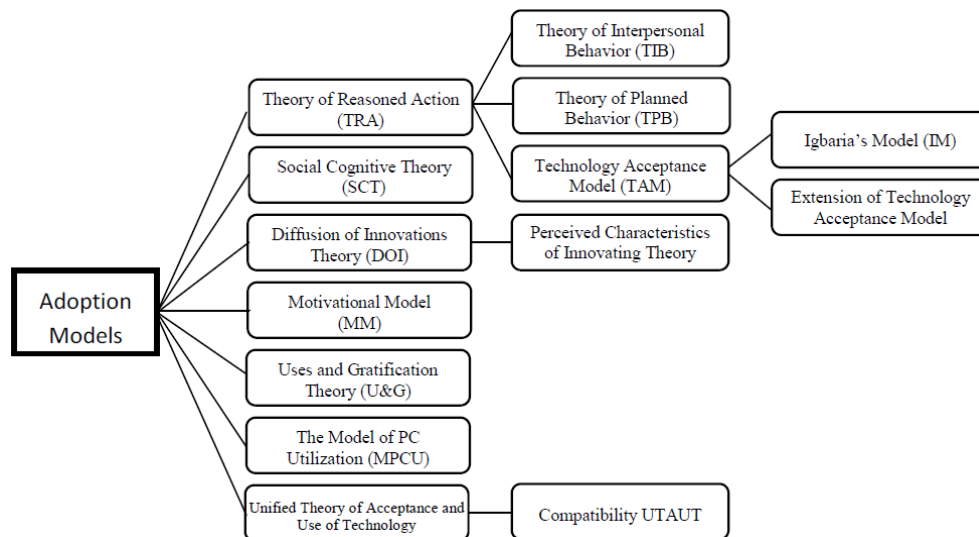 Adoption
Models
Theory of Reasoned Action
(TRA)
Social Cognitive Theory
(SCT)
Diffusion of Innovations
Theory (DOI)
Motivational Model
(MM)
Uses and Gratification
Theory (U&G)
The Model of PC
Utilization (MPCU)
Unified Theory of Acceptance and
Use of Technology
Theory of Interpersonal
Behavior (TIB)
Theory of Planned
Behavior (TPB)
Technology Acceptance
Model (TAM)
Perceived Characteristics
of Innovating Theory
Compatibility UTAUT
Igbaria's Model (IM)
Extension of Technology
Acceptance Model